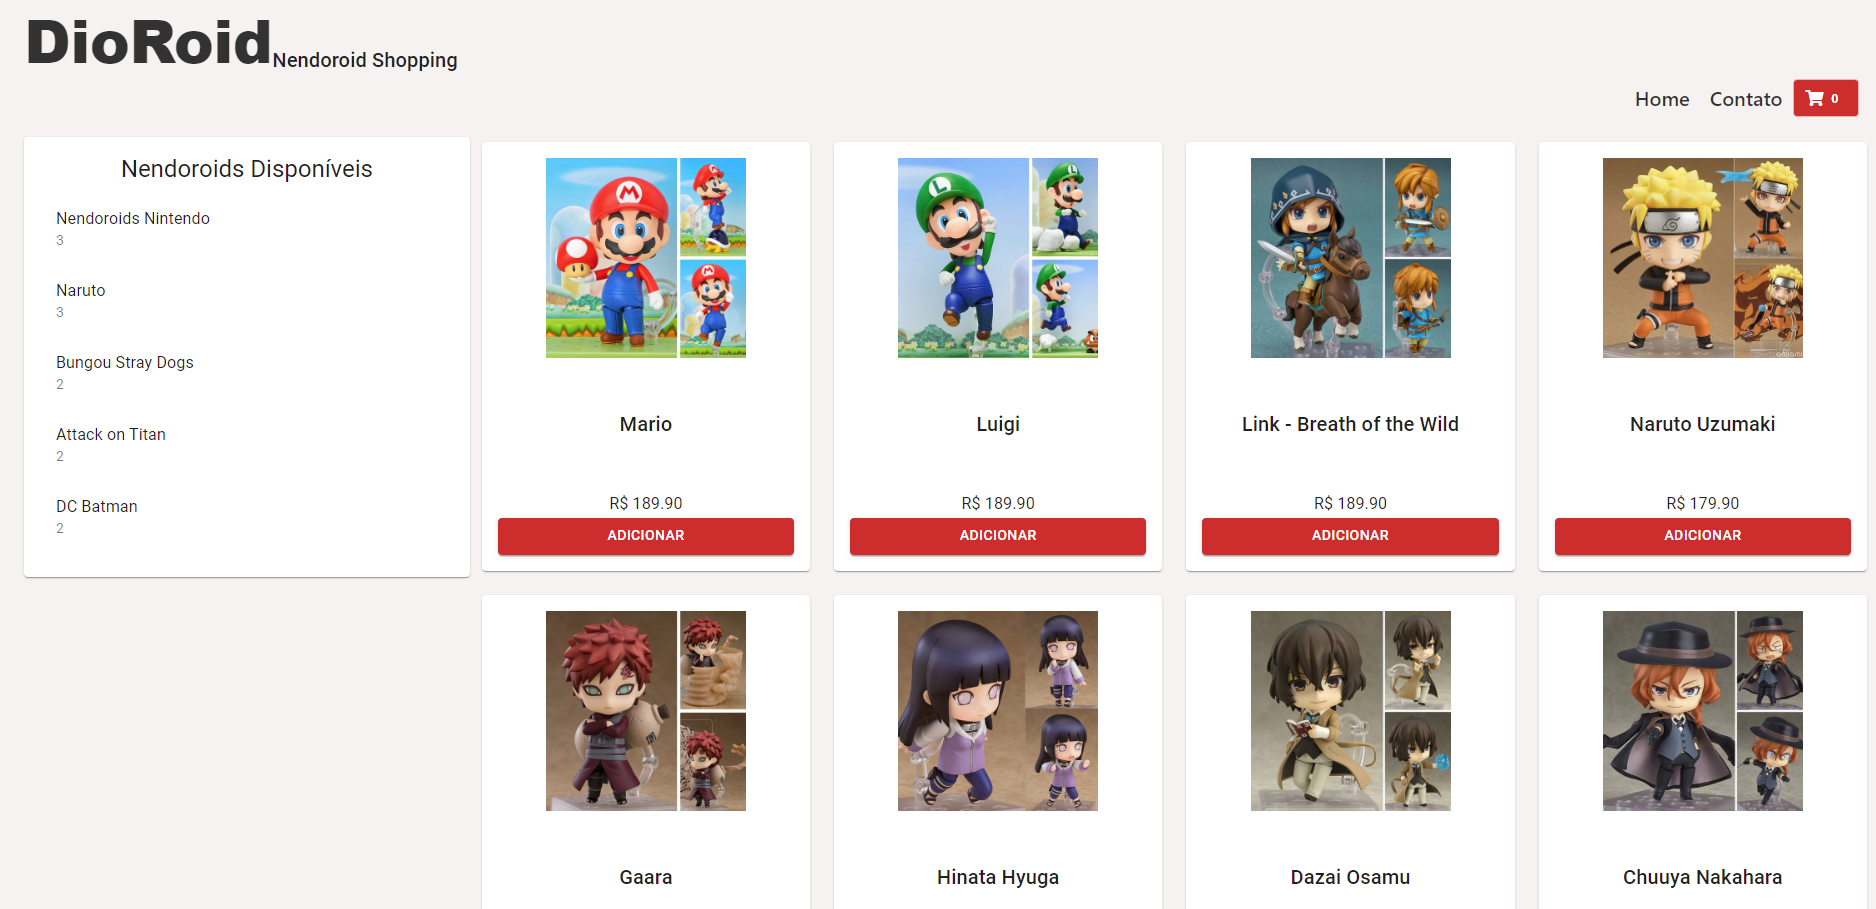 DioRoid Nendoroid Shopping
Home Contato 0
Nendoroids Disponíveis
Nendoroids Nintendo
3
Naruto
3
Bungou Stray Dogs
2
Attack on Titan
2
DC Batman
2
Mario
R$ 189.90
ADICIONAR
Luigi
R$ 189.90
ADICIONAR
Link - Breath of the Wild
R$ 189.90
ADICIONAR
Naruto Uzumaki
R$ 179.90
ADICIONAR
Gaara
Hinata Hyuga
Dazai Osamu
Chuuya Nakahara